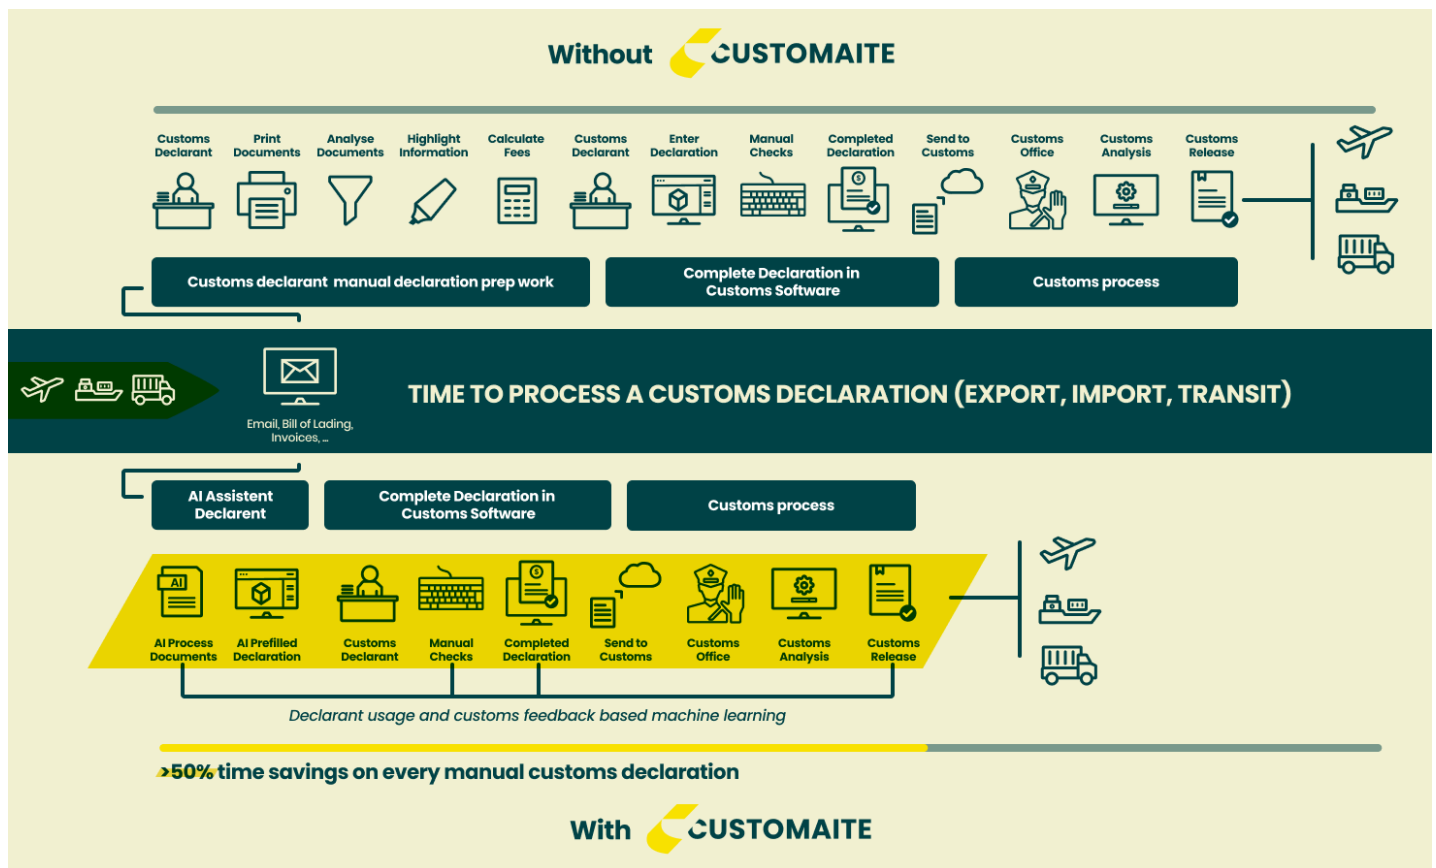 Without CUSTOMAITE
Customs Declarant
Print Documents
Analyse Documents
Highlight Information
Calculate Fees
Customs Declarant
Enter Declaration
Manual Checks
Completed Declaration
Send to Customs
Customs Office
Customs Analysis
Customs Release
Customs declarant manual declaration prep work
Complete Declaration in
Customs Software
Customs process
Email, Bill of Lading,
Invoices, ...
TIME TO PROCESS A CUSTOMS DECLARATION (EXPORT, IMPORT, TRANSIT)
AI Assistent
Declarent
Complete Declaration in
Customs Software
Customs process
AI
AI Process
Documents
AI Prefilled
Declaration
Customs
Declarant
Manual
Checks
Completed
Declaration
Send to
Customs
Customs
Office
Customs
Analysis
Customs
Release
Declarant usage and customs feedback based machine learning
>50% time savings on every manual customs declaration
With CUSTOMAITE